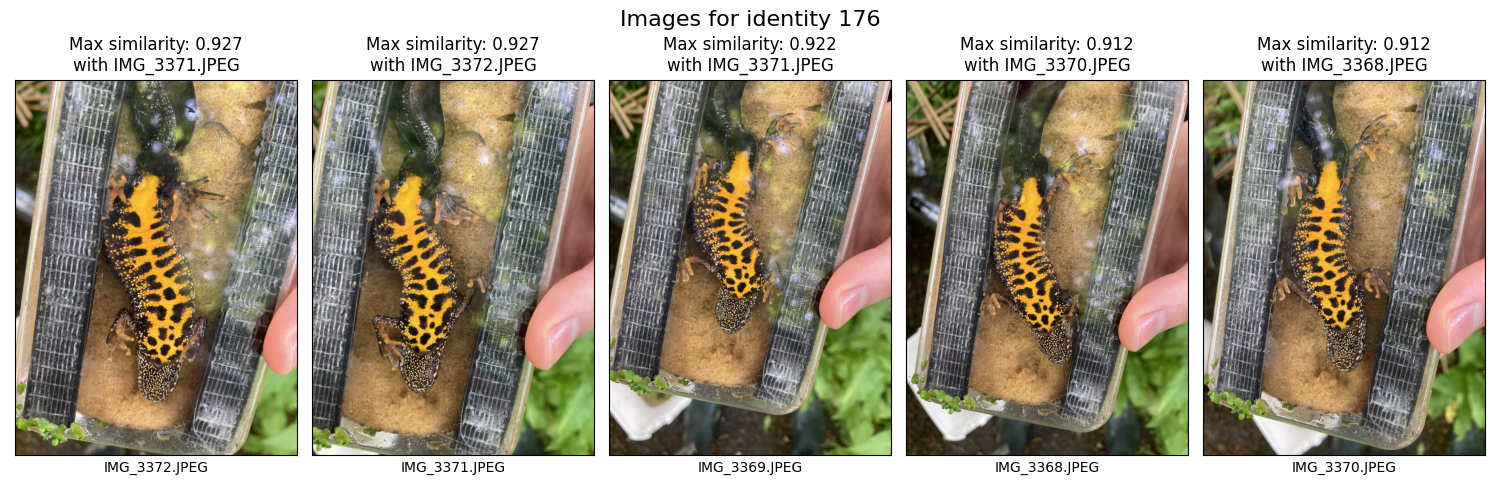 Images for identity 176
Max similarity: 0.927
with IMG_3371.JPEG
Max similarity: 0.927
with IMG_3372.JPEG
Max similarity: 0.922
with IMG_3371.JPEG
Max similarity: 0.912
with IMG_3370.JPEG
Max similarity: 0.912
with IMG_3368.JPEG
IMG_3372.JPEG
IMG_3371.JPEG
IMG_3369.JPEG
IMG_3368.JPEG
IMG_3370.JPEG